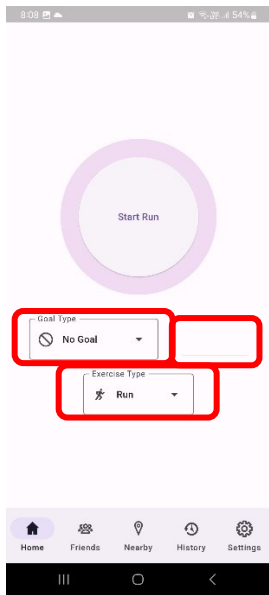 8:08 54%
Start Run
Goal Type
No Goal
Exercise Type
Run
Home Friends Nearby History Settings